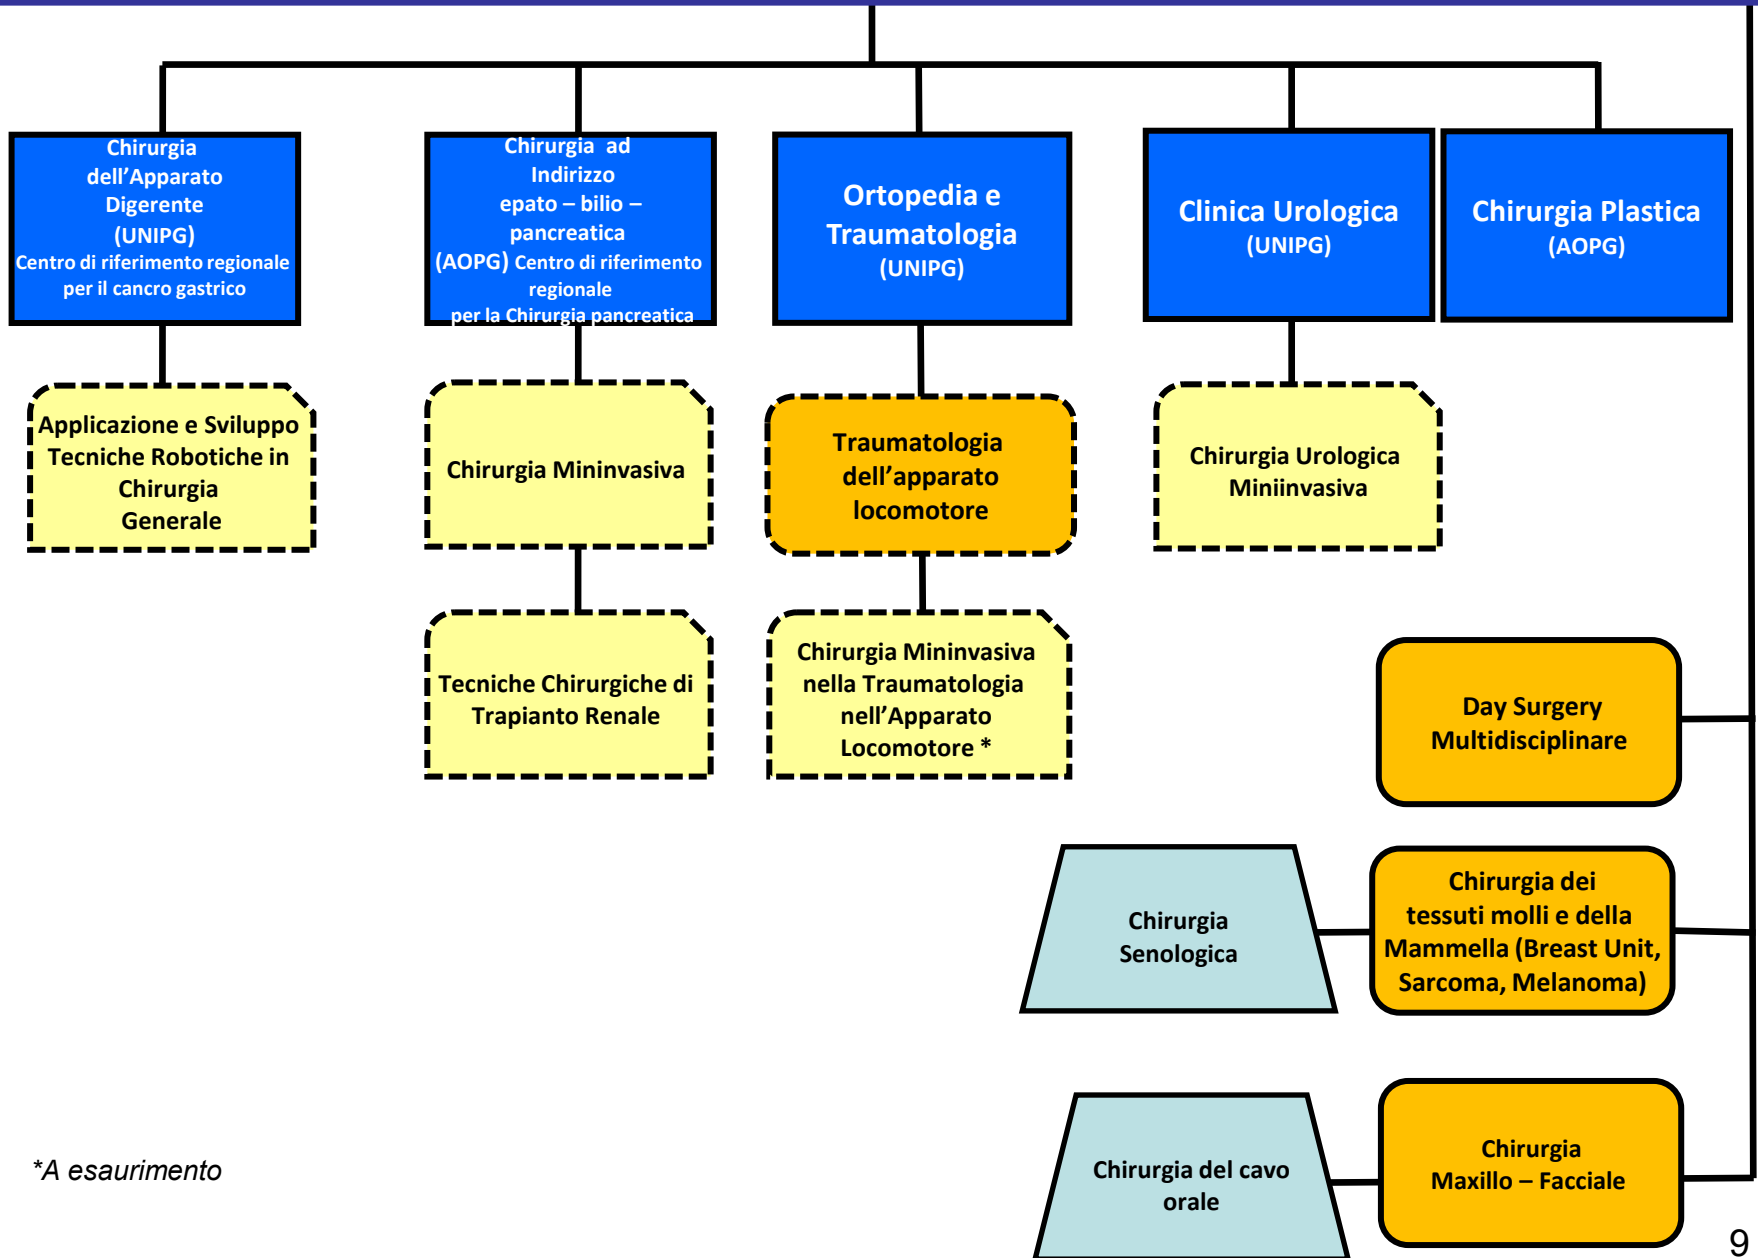 Chirurgia
dell’Apparato
Digerente
(UNIPG)
Centro di riferimento regionale
per il cancro gastrico
Chirurgia ad
Indirizzo
epato – bilio –
pancreatica
(AOPG) Centro di riferimento
regionale
per la Chirurgia pancreatica
Ortopedia e
Traumatologia
(UNIPG)
Clinica Urologica
(UNIPG)
Chirurgia Plastica
(AOPG)
Applicazione e Sviluppo
Tecniche Robotiche in
Chirurgia
Generale
Chirurgia Mininvasiva
Traumatologia
dell’apparato
locomotore
Chirurgia Urologica
Miniinvasiva
Tecniche Chirurgiche di
Trapianto Renale
Chirurgia Mininvasiva
nella Traumatologia
nell’Apparato
Locomotore *
Day Surgery
Multidisciplinare
Chirurgia
Senologica
Chirurgia dei
tessuti molli e della
Mammella (Breast Unit,
Sarcoma, Melanoma)
Chirurgia del cavo
orale
Chirurgia
Maxillo – Facciale
*A esaurimento
9